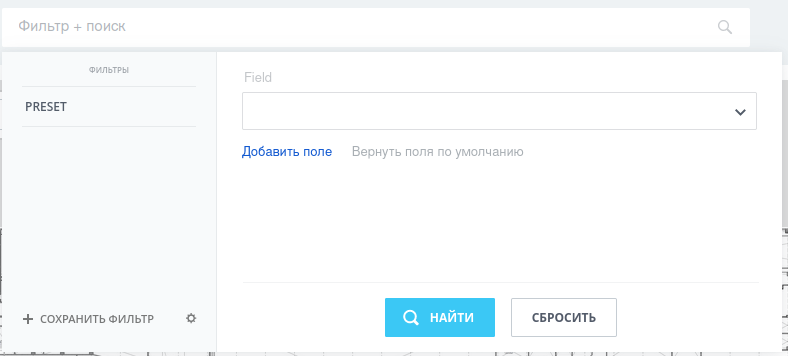 Фильтр + поиск
ФИЛЬТРЫ
PRESET
СОХРАНИТЬ ФИЛЬТР
Field
Добавить поле Вернуть поля по умолчанию
НАЙТИ СБРОСИТЬ